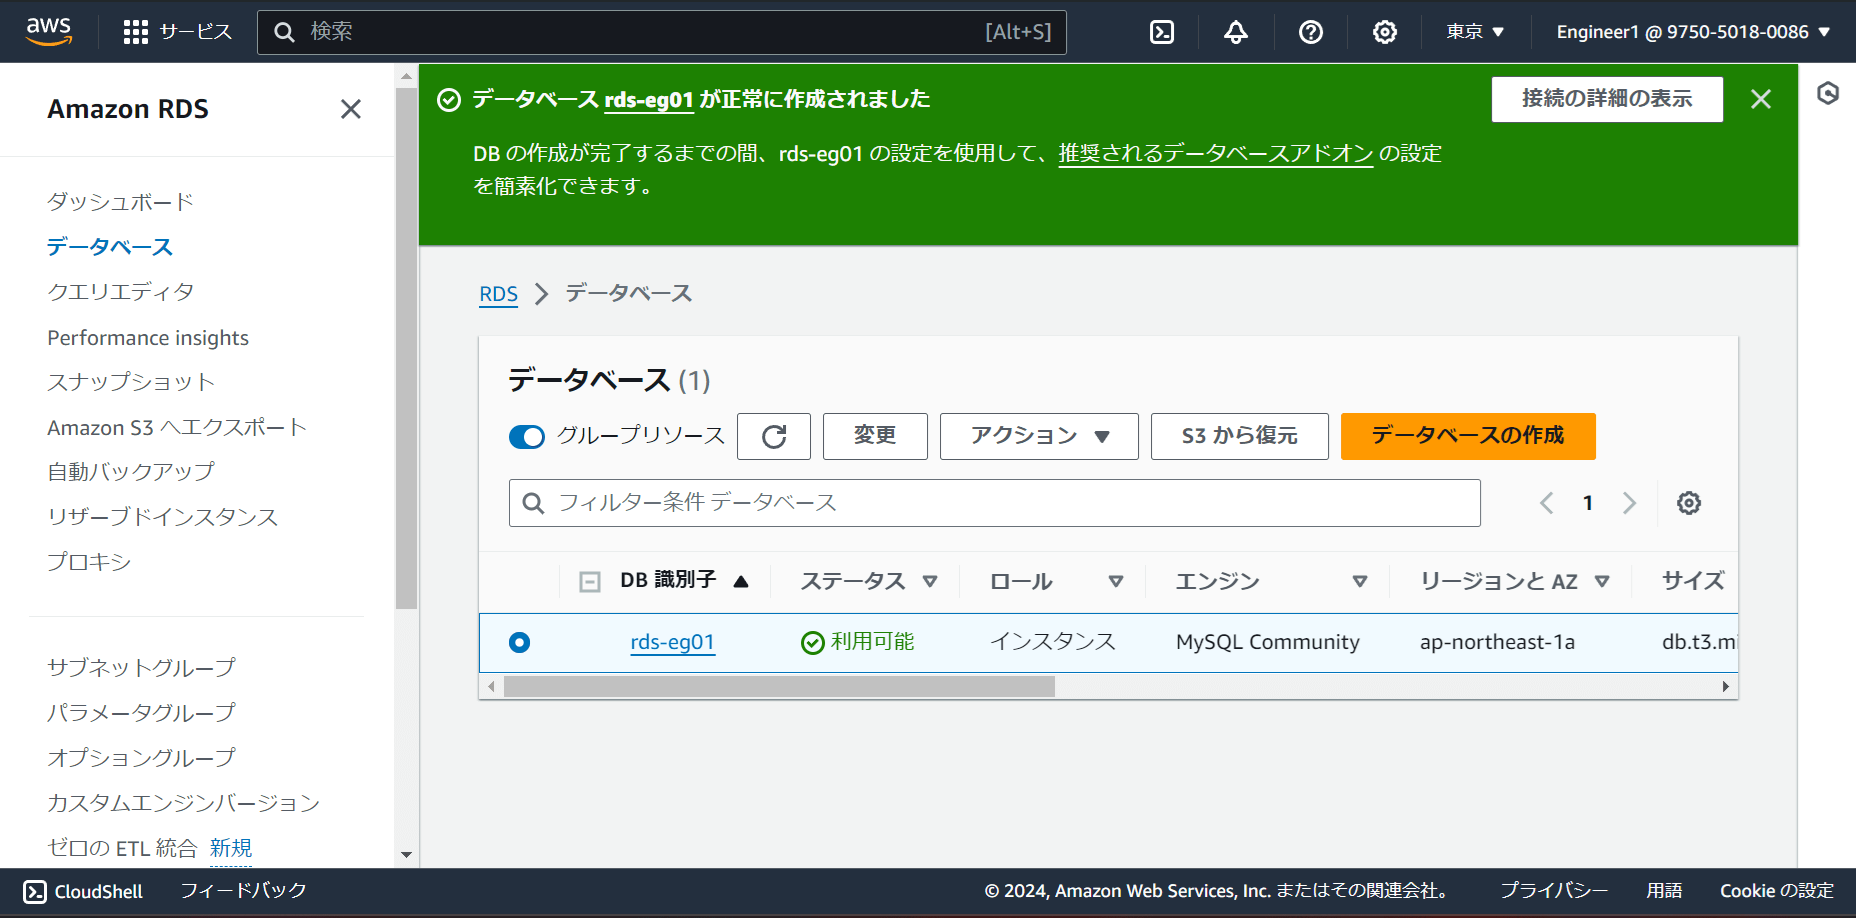 aws
サービス
検索
[Alt+S]
東京
Engineer1 @ 9750-5018-0086
Amazon RDS
ダッシュボード
データベース
クエリエディタ
Performance insights
スナップショット
Amazon S3 へエクスポート
自動バックアップ
リザーブドインスタンス
プロキシ
サブネットグループ
パラメータグループ
オプショングループ
カスタムエンジンバージョン
ゼロの ETL 統合 新規
データベース rds-eg01 が正常に作成されました
接続の詳細の表示
DB の作成が完了するまでの間、rds-eg01 の設定を使用して、推奨されるデータベースアドオン の設定
を簡素化できます。
RDS データベース
データベース (1)
グループリソース
変更
アクション
S3 から復元
データベースの作成
フィルター条件 データベース
1
DB 識別子 ステータス ロール エンジン リージョンと AZ サイズ
rds-eg01 利用可能 インスタンス MySQL Community ap-northeast-1a db.t3.mi
CloudShell フィードバック
© 2024, Amazon Web Services, Inc. またはその関連会社。 プライバシー 用語 Cookie の設定